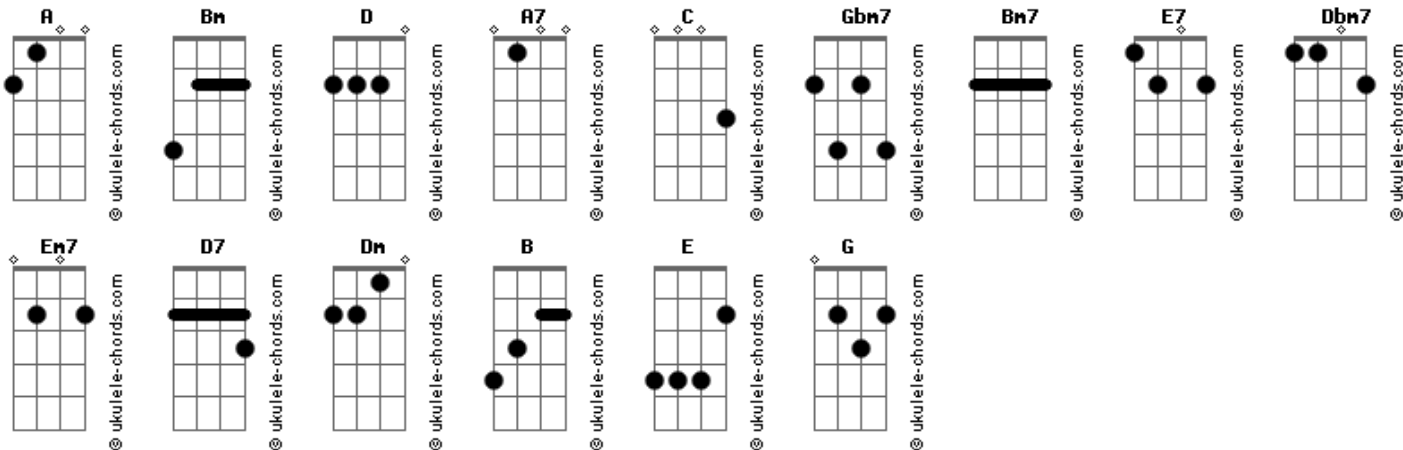 A Bm D A7 C Gbm7 Bm7 E7 Dbm7
© ukulele-chords.com © ukulele-chords.com © ukulele-chords.com © ukulele-chords.com © ukulele-chords.com © ukulele-chords.com © ukulele-chords.com © ukulele-chords.com © ukulele-chords.com
Em7 D7 Dm B E G
© ukulele-chords.com © ukulele-chords.com © ukulele-chords.com © ukulele-chords.com © ukulele-chords.com © ukulele-chords.com